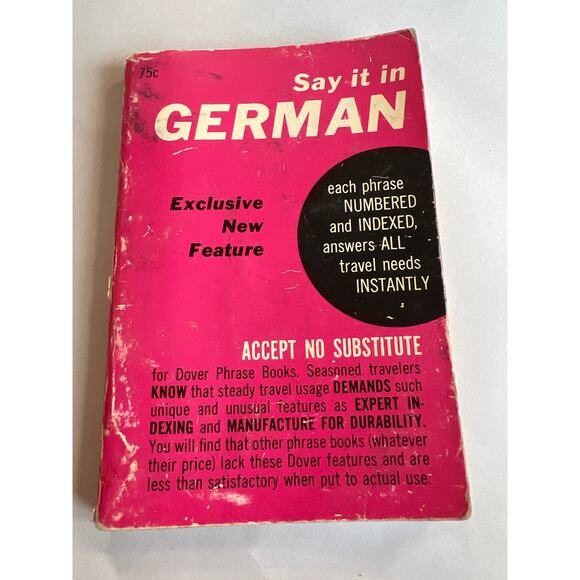 75c
Say it in
GERMAN
Exclusive
New
Feature
each phrase
NUMBERED
and INDEXED,
answers ALL
travel needs
INSTANTLY
ACCEPT NO SUBSTITUTE
for Dover Phrase Books. Seasoned travelers
KNOW that steady travel usage DEMANDS such
unique and unusual features as EXPERT IN-
DEXING and MANUFACTURE FOR DURABILITY.
You will find that other phrase books (whatever
their price) lack these Dover features and are
less than satisfactory when put to actual use.